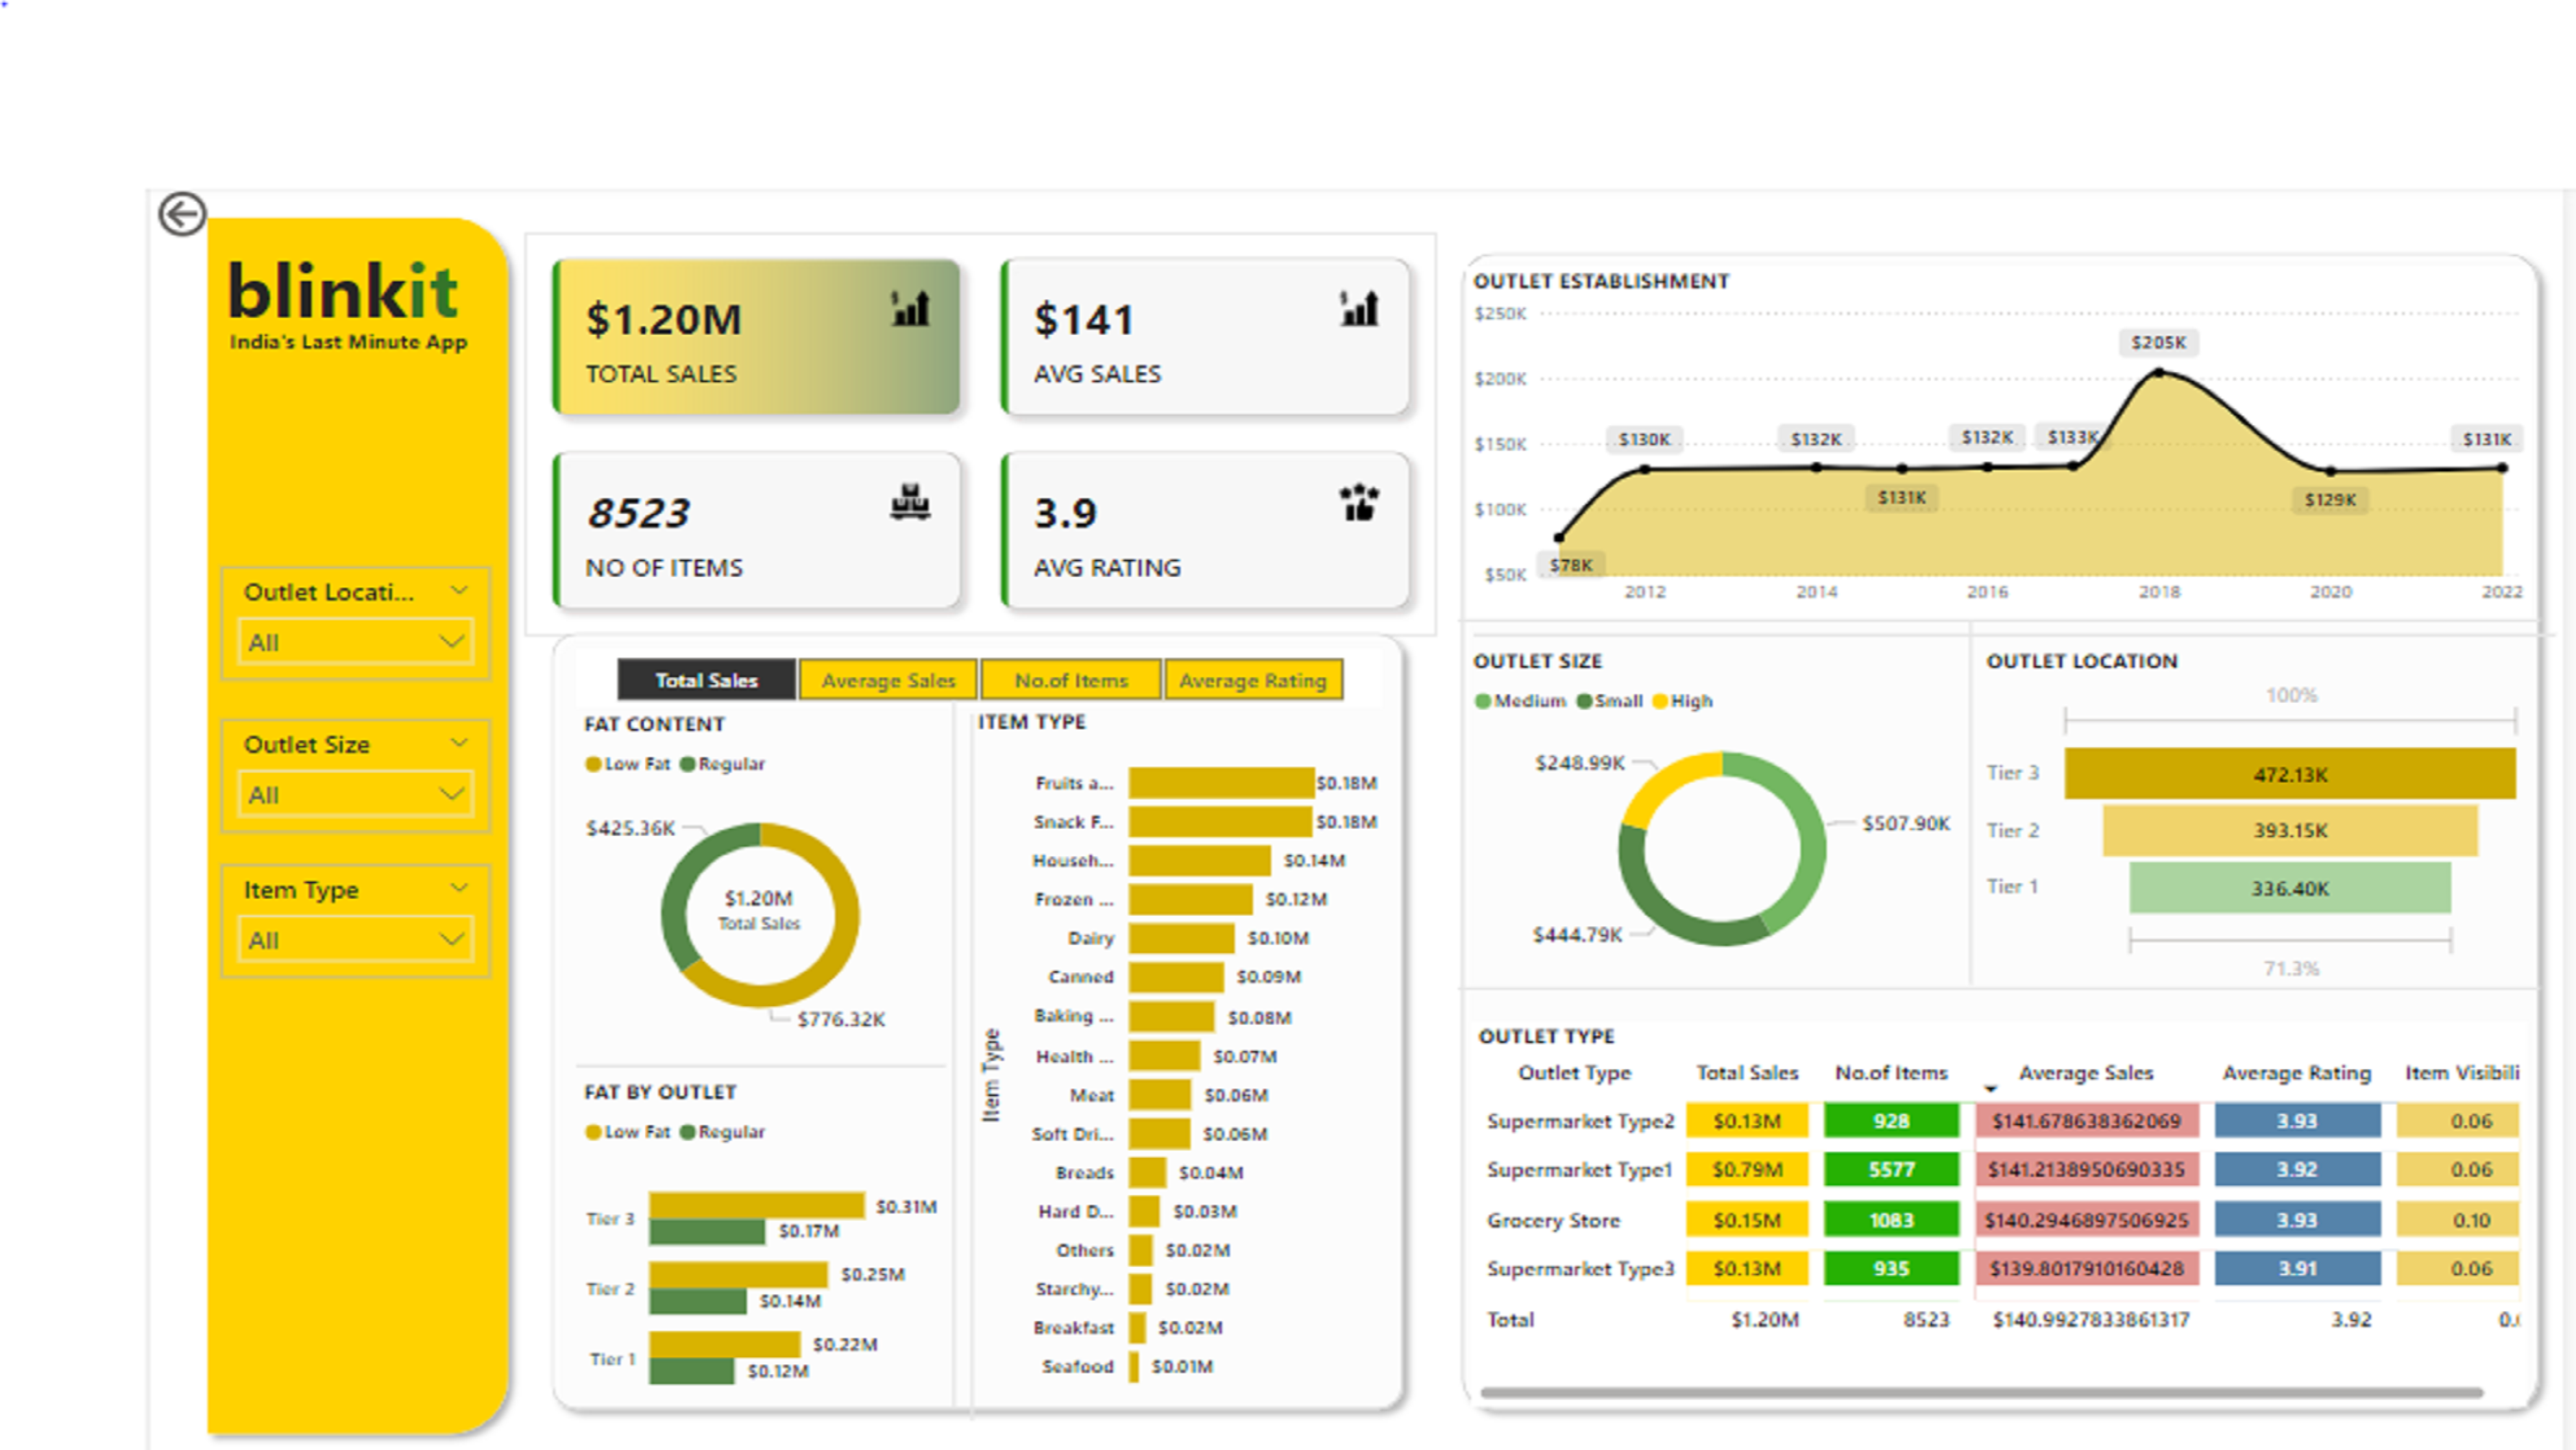 blinkit
India's Last Minute App
Outlet Locati...
All
Outlet Size
All
Item Type
All
$1.20M
TOTAL SALES
$141
AVG SALES
8523
NO OF ITEMS
3.9
AVG RATING
Total Sales
Average Sales
No.of Items
Average Rating
FAT CONTENT
Low Fat Regular
$425.36K
$1.20M
Total Sales
$776.32K
FAT BY OUTLET
Low Fat Regular
Tier 3 $0.31M
$0.17M
Tier 2 $0.25M
$0.14M
Tier 1 $0.22M
$0.12M
ITEM TYPE
Item Type
Fruits a... $0.18M
Snack F... $0.18M
Househ... $0.14M
Frozen ... $0.12M
Dairy $0.10M
Canned $0.09M
Baking ... $0.08M
Health ... $0.07M
Meat $0.06M
Soft Dri... $0.06M
Breads $0.04M
Hard D... $0.03M
Others $0.02M
Starchy... $0.02M
Breakfast $0.02M
Seafood $0.01M
OUTLET ESTABLISHMENT
$250K
$200K
$150K
$100K
$50K
$78K
$130K
$132K
$131K
$132K
$133K
$205K
$129K
$131K
2012 2014 2016 2018 2020 2022
OUTLET SIZE
Medium Small High
$248.99K
$507.90K
$444.79K
OUTLET LOCATION
100%
Tier 3 472.13K
Tier 2 393.15K
Tier 1 336.40K
71.3%
OUTLET TYPE
Outlet Type Total Sales No.of Items Average Sales Average Rating Item Visibili
Supermarket Type2 $0.13M 928 $141.678638362069 3.93 0.06
Supermarket Type1 $0.79M 5577 $141.2138950690335 3.92 0.06
Grocery Store $0.15M 1083 $140.2946897506925 3.93 0.10
Supermarket Type3 $0.13M 935 $139.8017910160428 3.91 0.06
Total $1.20M 8523 $140.9927833861317 3.92 0.